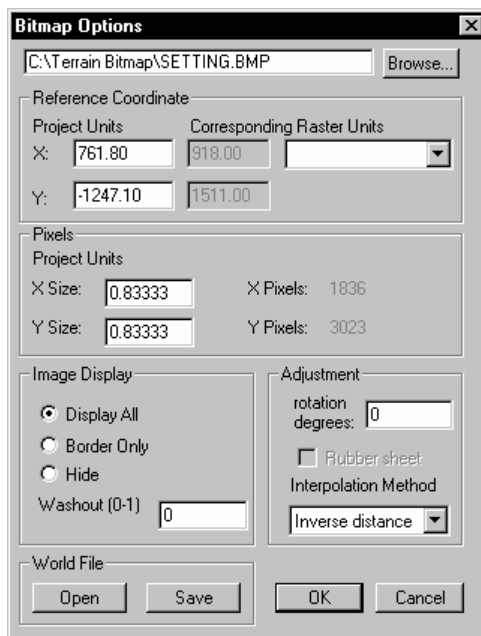 Bitmap Options
C:\Terrain Bitmap\SETTING.BMP Browse...
Reference Coordinate
Project Units Corresponding Raster Units
X: 761.80 918.00
Y: -1247.10 1511.00
Pixels
Project Units
X Size: 0.83333 X Pixels: 1836
Y Size: 0.83333 Y Pixels: 3023
Image Display
Display All
Border Only
Hide
Washout (0-1) 0
Adjustment
rotation
degrees: 0
Rubber sheet
Interpolation Method
Inverse distance
World File
Open Save OK Cancel